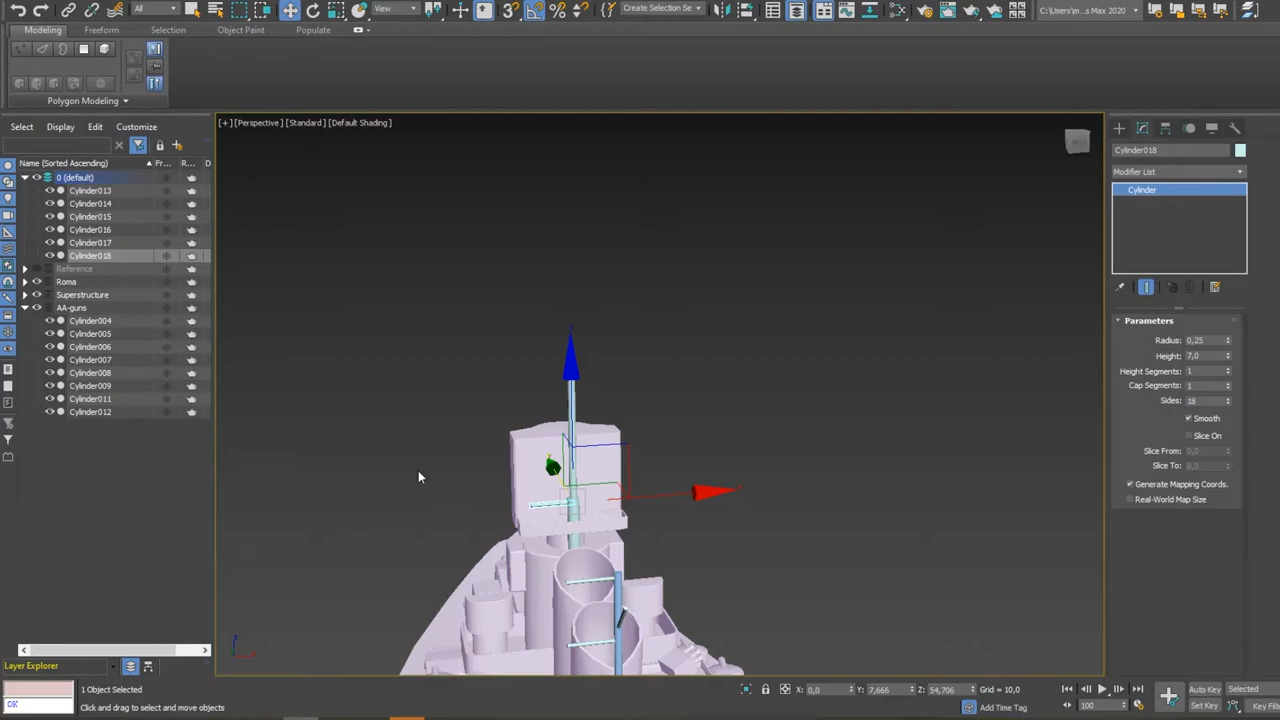 All
View
Create Selection Se
C:\Users\m...s Max 2020
Modeling
Freeform
Selection
Object Paint
Populate
Polygon Modeling
Select
Display
Edit
Customize
Name (Sorted Ascending)
Fr...
R...
D
0 (default)
Cylinder013
Cylinder014
Cylinder015
Cylinder016
Cylinder017
Cylinder018
Reference
Roma
Superstructure
AA-guns
Cylinder004
Cylinder005
Cylinder006
Cylinder007
Cylinder008
Cylinder009
Cylinder011
Cylinder012
Layer Explorer
[+] [Perspective] [Standard] [Default Shading]
Cylinder018
Modifier List
Cylinder
Parameters
Radius: 0,25
Height: 7,0
Height Segments: 1
Cap Segments: 1
Sides: 18
Smooth
Slice On
Slice From: 0,0
Slice To: 0,0
Generate Mapping Coords.
Real-World Map Size
OK
1 Object Selected
Click and drag to select and move objects
X: 0,0
Y: 7,666
Z: 54,706
Grid = 10,0
Add Time Tag
100
Auto Key
Selected
Set Key
Key Filt